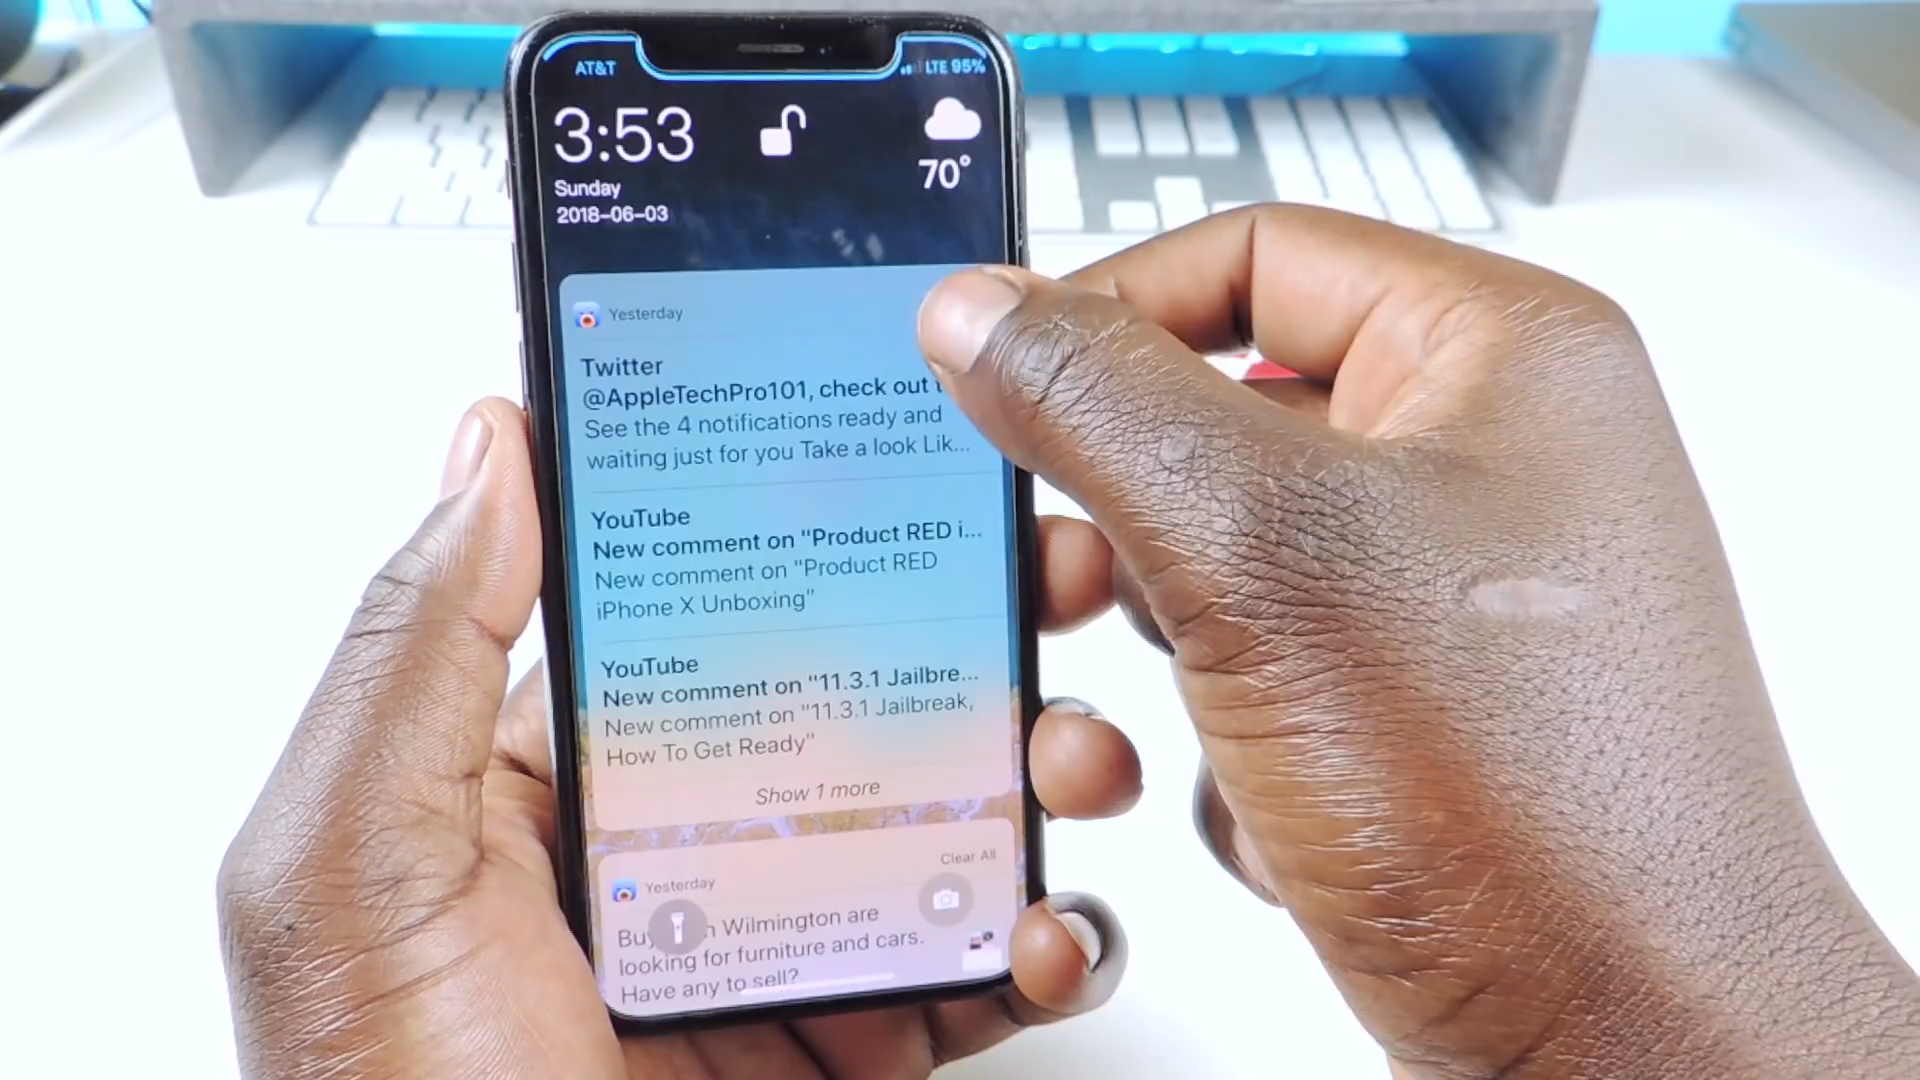 AT&T
LTE 95%
3:53
70°
Sunday
2018-06-03
Yesterday
Twitter
@AppleTechPro101, check out
See the 4 notifications ready and
waiting just for you Take a look Lik...
YouTube
New comment on "Product RED i...
New comment on "Product RED
iPhone X Unboxing"
YouTube
New comment on "11.3.1 Jailbre...
New comment on "11.3.1 Jailbreak,
How To Get Ready"
Show 1 more
Clear All
Yesterday
Wilmington are
looking for furniture and cars.
Have any to sell?